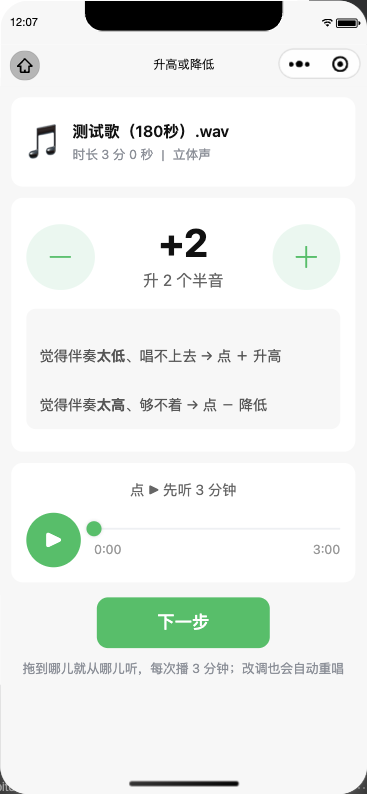 12:07
升高或降低
测试歌（180秒）.wav
时长 3 分 0 秒 | 立体声
+2
升 2 个半音
觉得伴奏太低、唱不上去 → 点 ＋ 升高
觉得伴奏太高、够不着 → 点 － 降低
点 ▶ 先听 3 分钟
0:00 3:00
下一步
拖到哪儿就从哪儿听，每次播 3 分钟；改调也会自动重唱